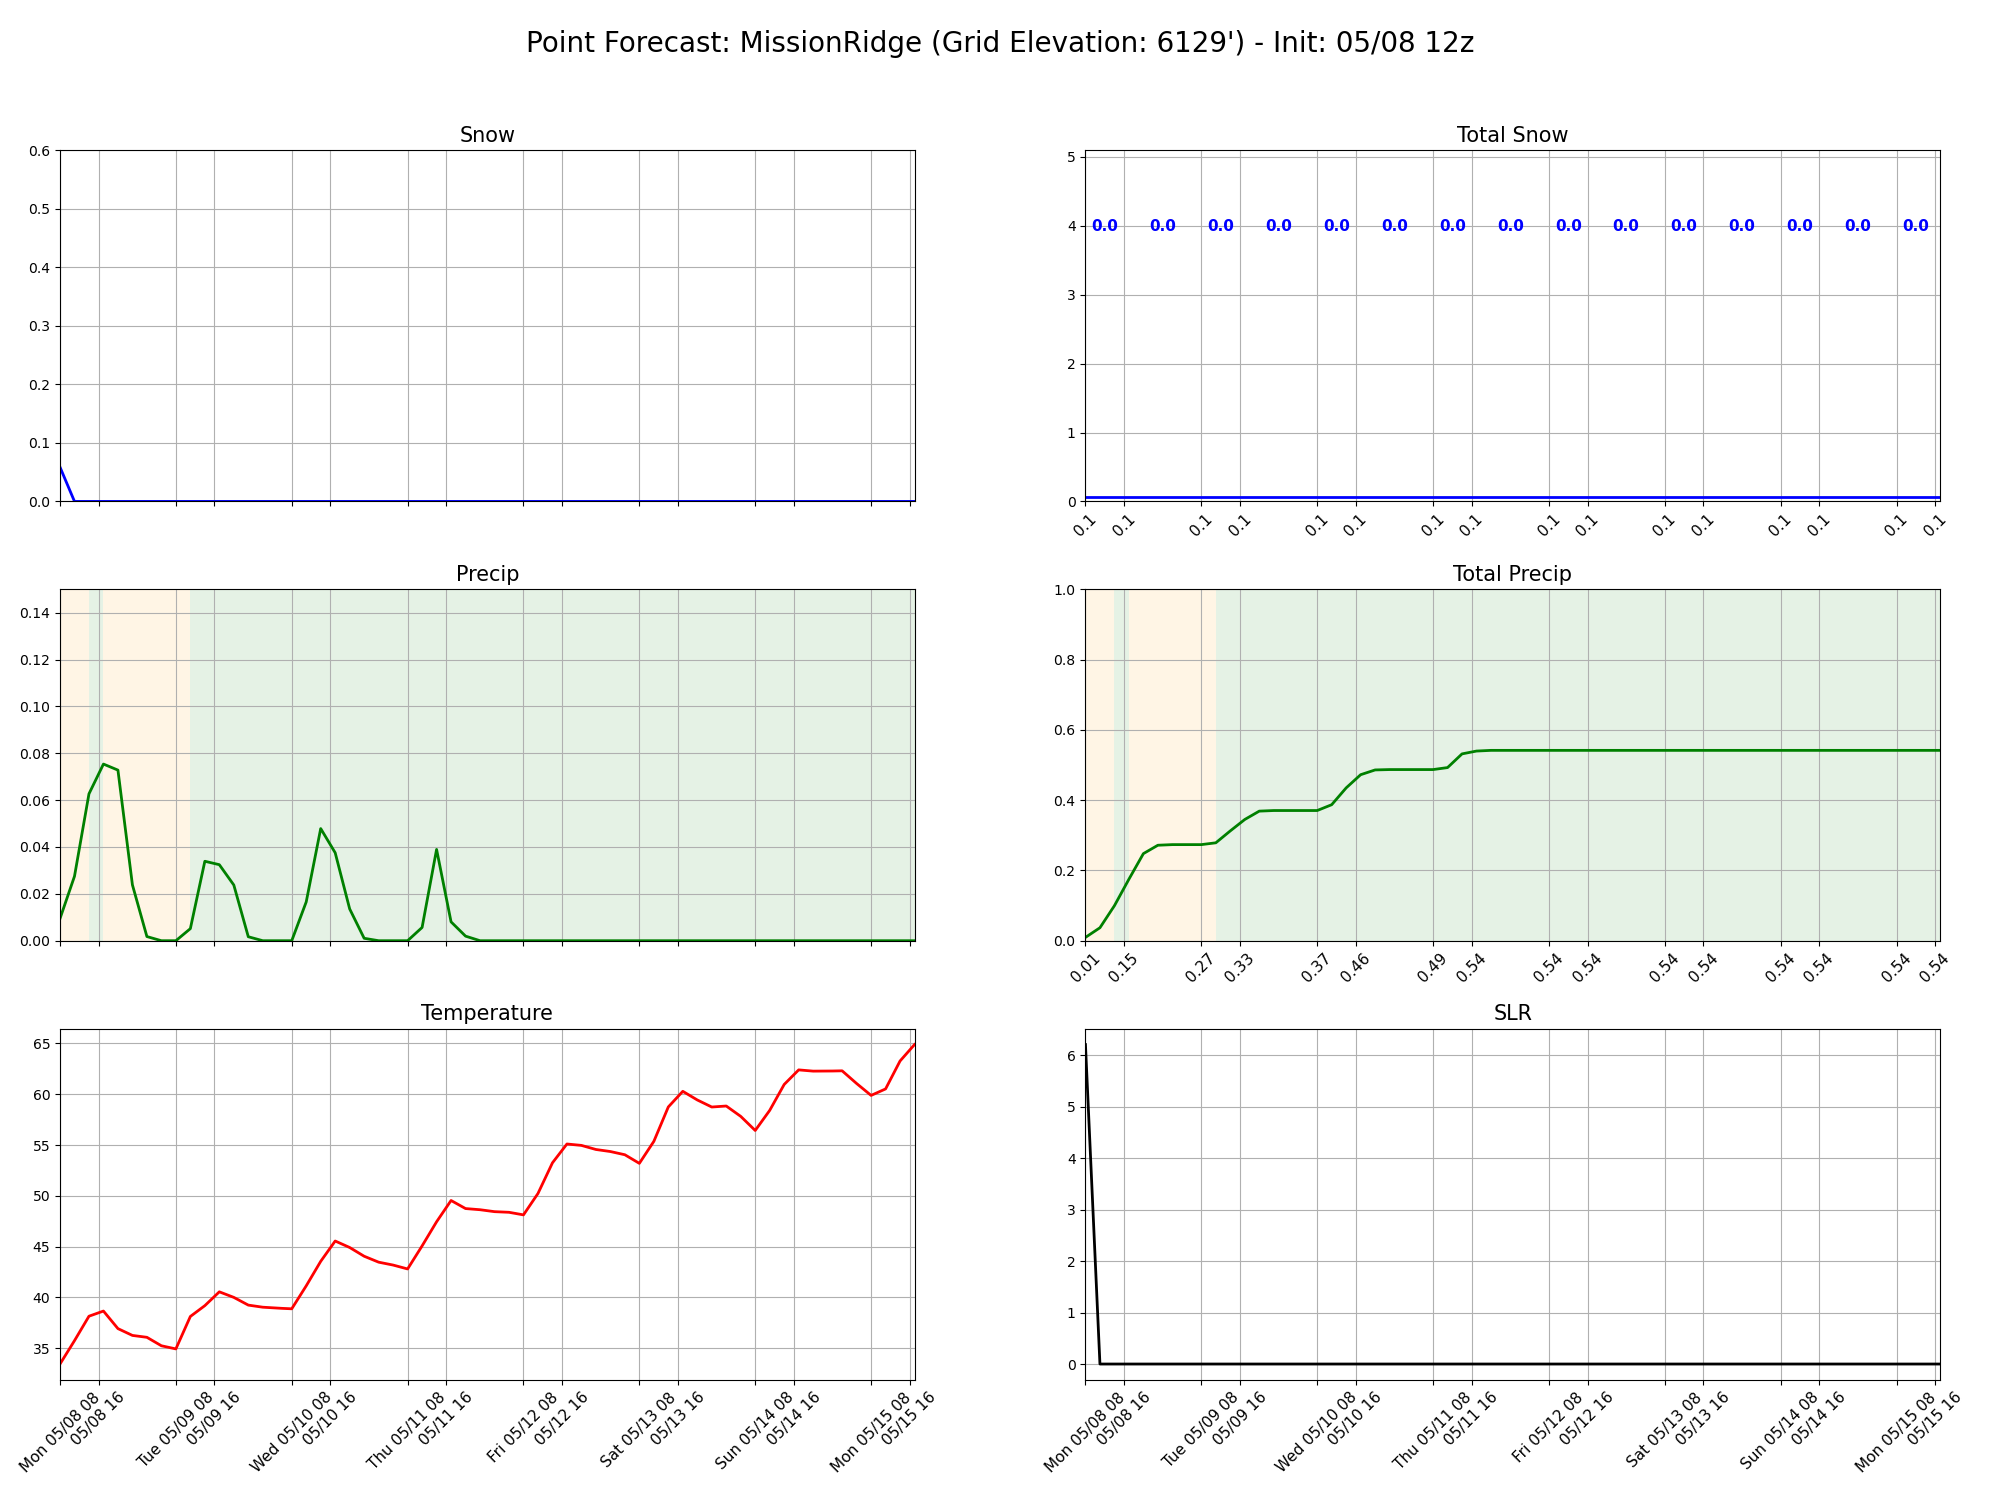 Point Forecast: MissionRidge (Grid Elevation: 6129') - Init: 05/08 12z
Snow
0.6
0.5
0.4
0.3
0.2
0.1
0.0
Total Snow
5
4
3
2
1
0
0.0 0.0 0.0 0.0 0.0 0.0 0.0 0.0 0.0 0.0 0.0 0.0 0.0 0.0 0.0
0.1 0.1 0.1 0.1 0.1 0.1 0.1 0.1 0.1 0.1 0.1 0.1 0.1 0.1 0.1 0.1
Precip
0.14
0.12
0.10
0.08
0.06
0.04
0.02
0.00
Total Precip
1.0
0.8
0.6
0.4
0.2
0.0
0.01 0.15 0.27 0.33 0.37 0.46 0.49 0.54 0.54 0.54 0.54 0.54 0.54 0.54 0.54 0.54
Temperature
65
60
55
50
45
40
35
Mon 05/08 08
05/08 16
Tue 05/09 08
05/09 16
Wed 05/10 08
05/10 16
Thu 05/11 08
05/11 16
Fri 05/12 08
05/12 16
Sat 05/13 08
05/13 16
Sun 05/14 08
05/14 16
Mon 05/15 08
05/15 16
SLR
6
5
4
3
2
1
0
Mon 05/08 08
05/08 16
Tue 05/09 08
05/09 16
Wed 05/10 08
05/10 16
Thu 05/11 08
05/11 16
Fri 05/12 08
05/12 16
Sat 05/13 08
05/13 16
Sun 05/14 08
05/14 16
Mon 05/15 08
05/15 16